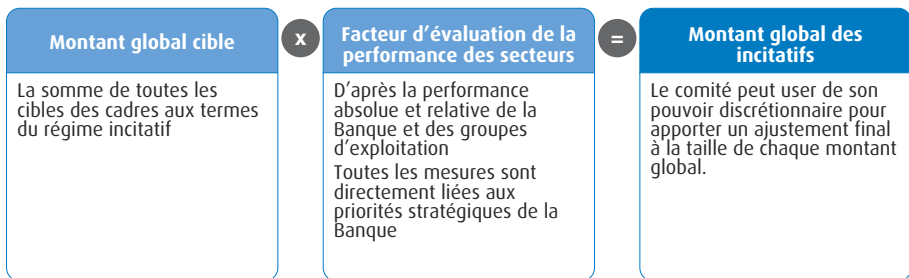 Montant global cible
La somme de toutes les
cibles des cadres aux termes
du régime incitatif
x
Facteur d'évaluation de la
performance des secteurs
D'après la performance
absolue et relative de la
Banque et des groupes
d'exploitation
Toutes les mesures sont
directement liées aux
priorités stratégiques de la
Banque
=
Montant global des
incitatifs
Le comité peut user de son
pouvoir discrétionnaire pour
apporter un ajustement final
à la taille de chaque montant
global.